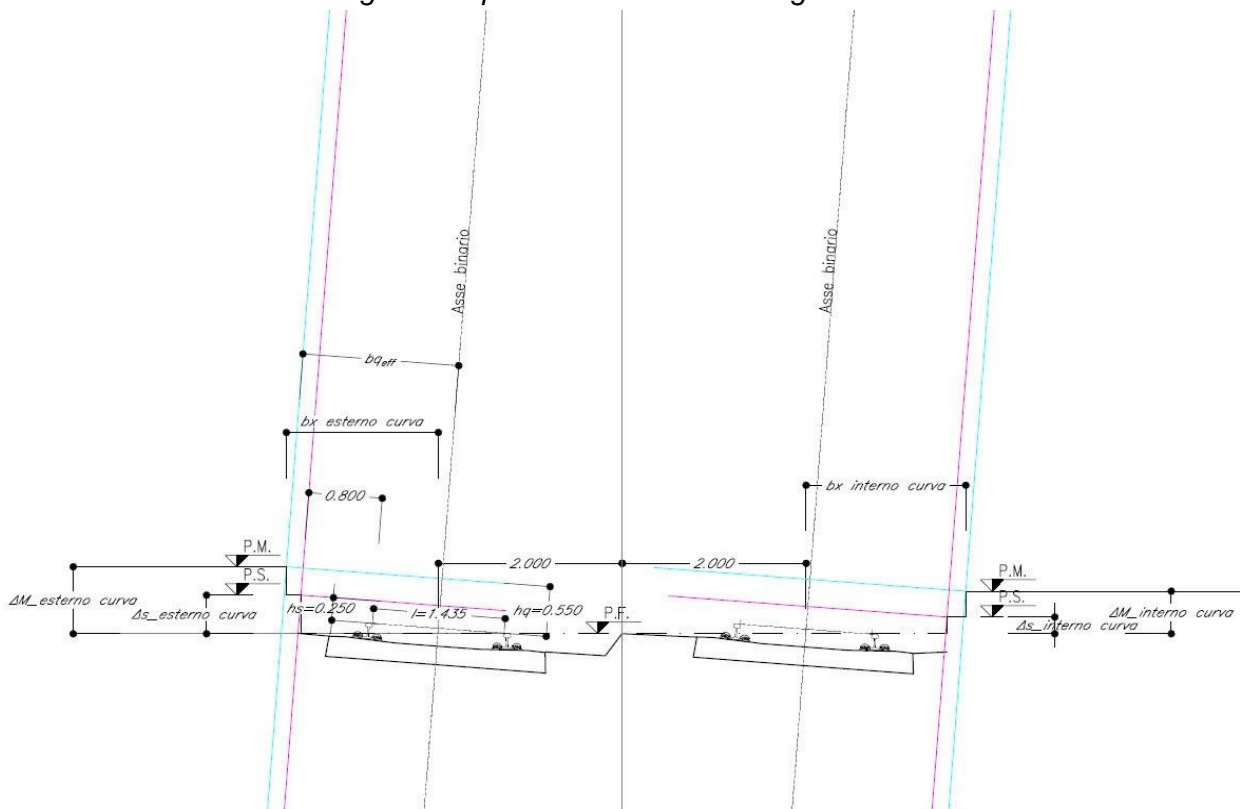 Asse binario
Asse binario
bqeff
bx esterno curva
0.800
bx interno curva
P.M.
P.S.
2.000
2.000
P.M.
P.S.
ΔM_esterno curva
Δs_esterno curva
hs=0.250
l=1.435
hq=0.550
P.F.
ΔM_interno curva
Δs_interno curva